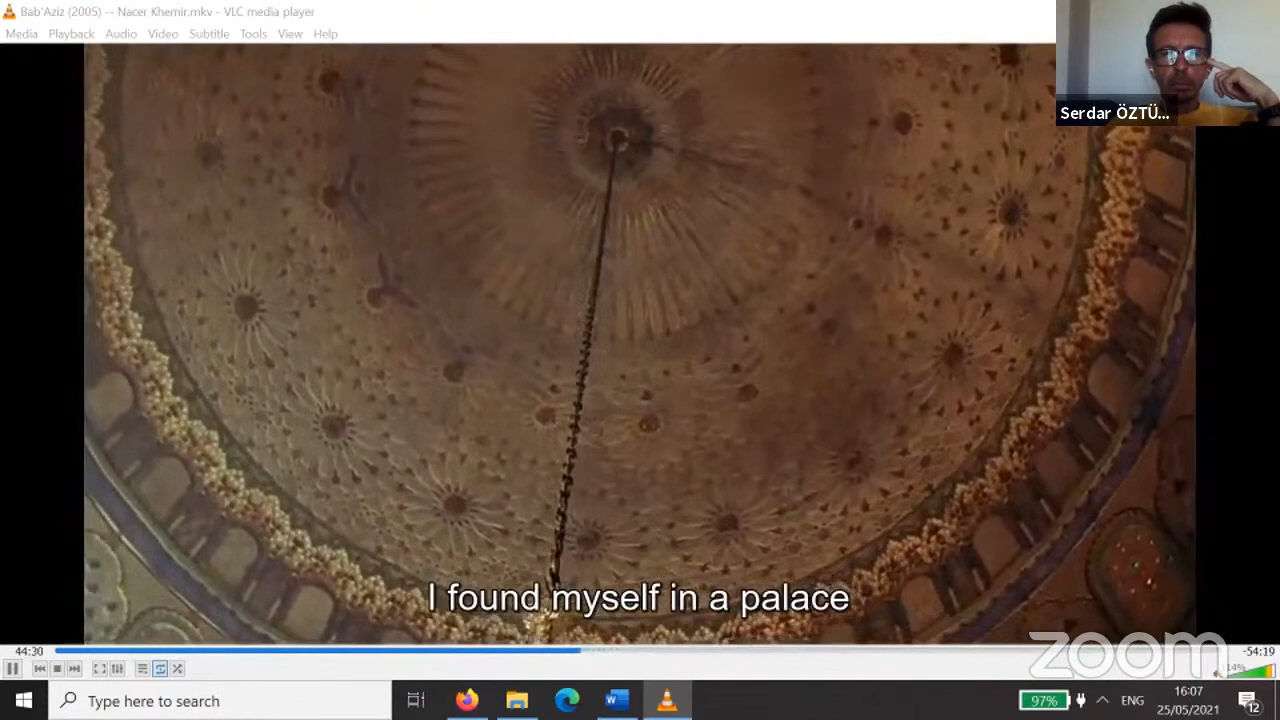 Bab'Aziz (2005) -- Nacer Khemir.mkv - VLC media player
Media Playback Audio Video Subtitle Tools View Help
Serdar ÖZTÜ...
I found myself in a palace
44:30
-54:19
zoom
14%
Type here to search
97%
ENG
16:07
25/05/2021
12